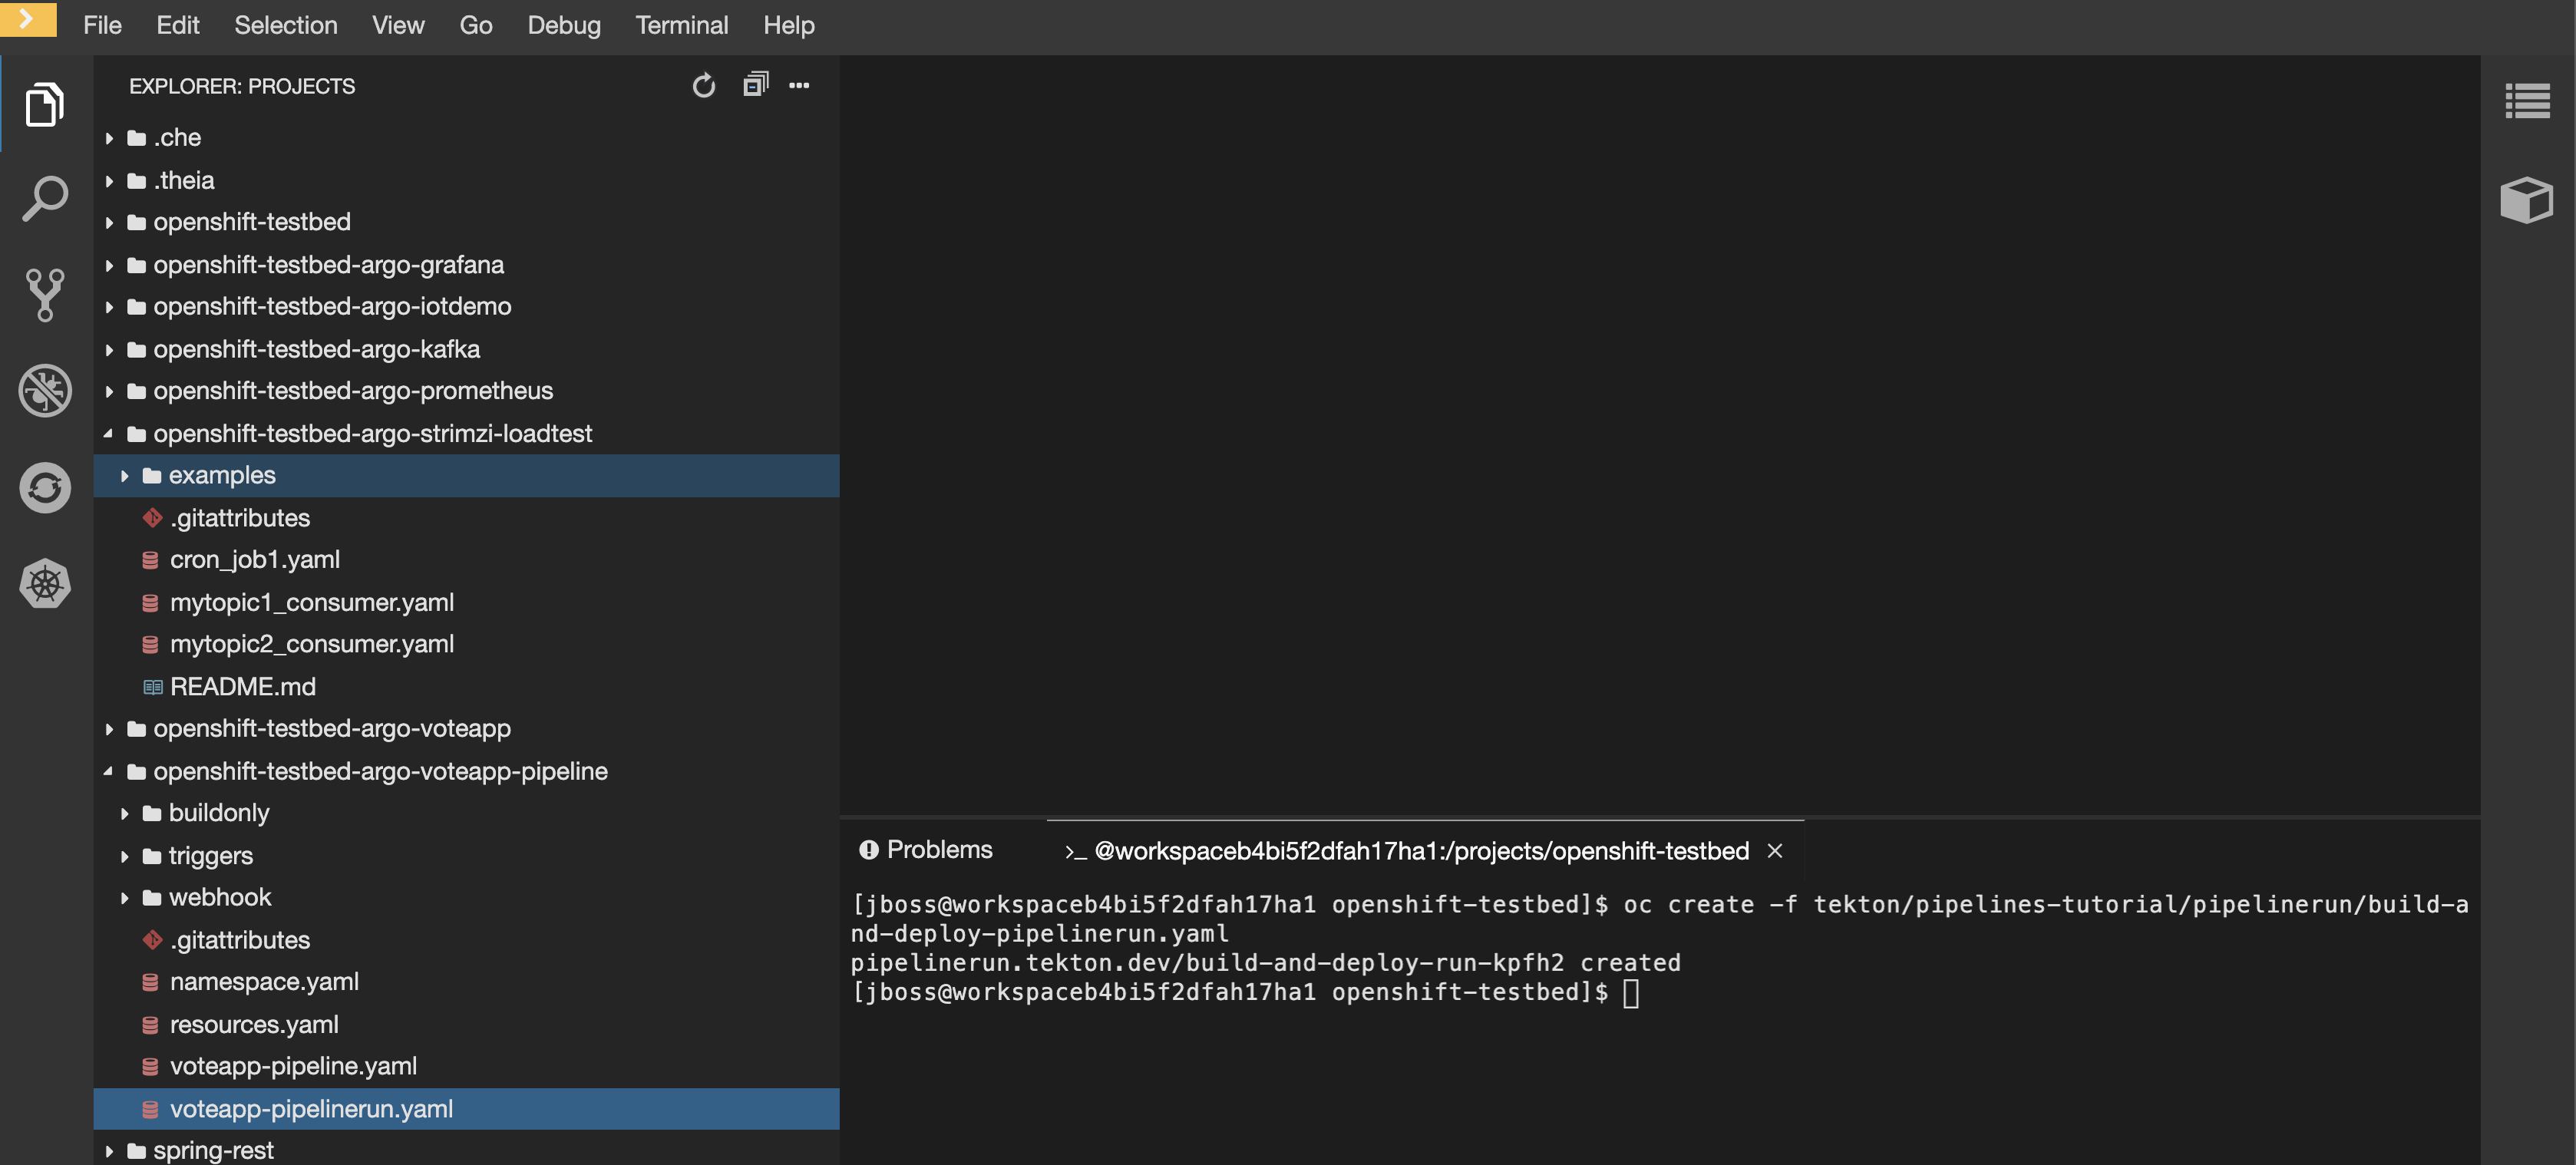 File Edit Selection View Go Debug Terminal Help
EXPLORER: PROJECTS
.che
.theia
openshift-testbed
openshift-testbed-argo-grafana
openshift-testbed-argo-iotdemo
openshift-testbed-argo-kafka
openshift-testbed-argo-prometheus
openshift-testbed-argo-strimzi-loadtest
examples
.gitattributes
cron_job1.yaml
mytopic1_consumer.yaml
mytopic2_consumer.yaml
README.md
openshift-testbed-argo-voteapp
openshift-testbed-argo-voteapp-pipeline
buildonly
triggers
webhook
.gitattributes
namespace.yaml
resources.yaml
voteapp-pipeline.yaml
voteapp-pipelinerun.yaml
spring-rest
Problems >_ @workspaceb4bi5f2dfah17ha1:/projects/openshift-testbed ×
[jboss@workspaceb4bi5f2dfah17ha1 openshift-testbed]$ oc create -f tekton/pipelines-tutorial/pipelinerun/build-a
nd-deploy-pipelinerun.yaml
pipelinerun.tekton.dev/build-and-deploy-run-kpfh2 created
[jboss@workspaceb4bi5f2dfah17ha1 openshift-testbed]$